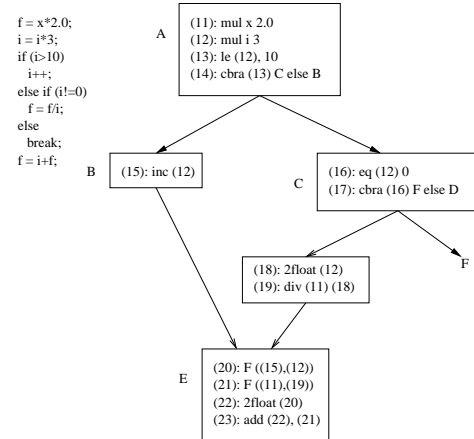 f = x*2.0;
i = i*3;
if (i>10)
i++;
else if (i!=0)
f = f/i;
else
break;
f = i+f;
A
(11): mul x 2.0
(12): mul i 3
(13): le (12), 10
(14): cbra (13) C else B
B
(15): inc (12)
C
(16): eq (12) 0
(17): cbra (16) F else D
(18): 2float (12)
(19): div (11) (18)
F
E
(20): F ((15),(12))
(21): F ((11),(19))
(22): 2float (20)
(23): add (22), (21)